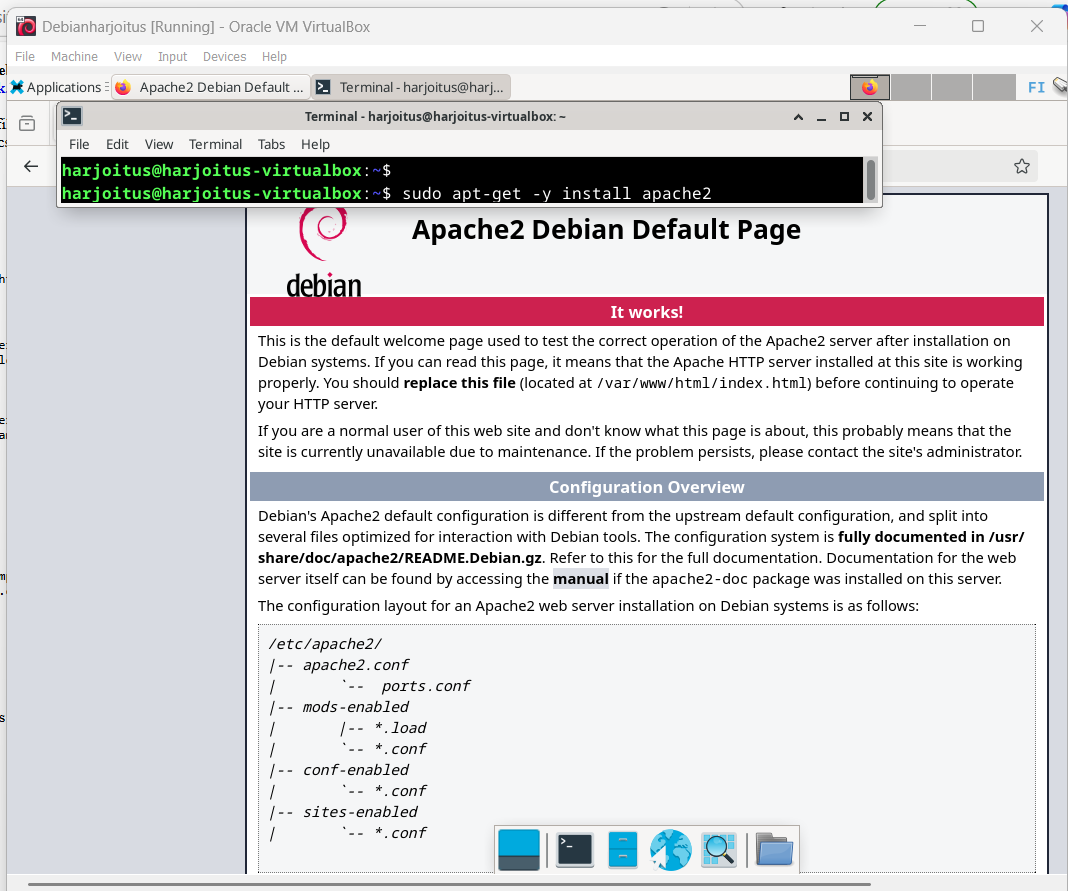 Debianharjoitus [Running] - Oracle VM VirtualBox
File Machine View Input Devices Help
Applications Apache2 Debian Default ... Terminal - harjoitus@harj... FI
Terminal - harjoitus@harjoitus-virtualbox: ~
File Edit View Terminal Tabs Help
harjoitus@harjoitus-virtualbox:~$
harjoitus@harjoitus-virtualbox:~$ sudo apt-get -y install apache2
debian
Apache2 Debian Default Page
It works!
This is the default welcome page used to test the correct operation of the Apache2 server after installation on
Debian systems. If you can read this page, it means that the Apache HTTP server installed at this site is working
properly. You should replace this file (located at /var/www/html/index.html) before continuing to operate
your HTTP server.
If you are a normal user of this web site and don't know what this page is about, this probably means that the
site is currently unavailable due to maintenance. If the problem persists, please contact the site's administrator.
Configuration Overview
Debian's Apache2 default configuration is different from the upstream default configuration, and split into
several files optimized for interaction with Debian tools. The configuration system is fully documented in /usr/
share/doc/apache2/README.Debian.gz. Refer to this for the full documentation. Documentation for the web
server itself can be found by accessing the manual if the apache2-doc package was installed on this server.
The configuration layout for an Apache2 web server installation on Debian systems is as follows:
/etc/apache2/
|-- apache2.conf
|       `--  ports.conf
|-- mods-enabled
|       |-- *.load
|       `-- *.conf
|-- conf-enabled
|       `-- *.conf
|-- sites-enabled
|       `-- *.conf